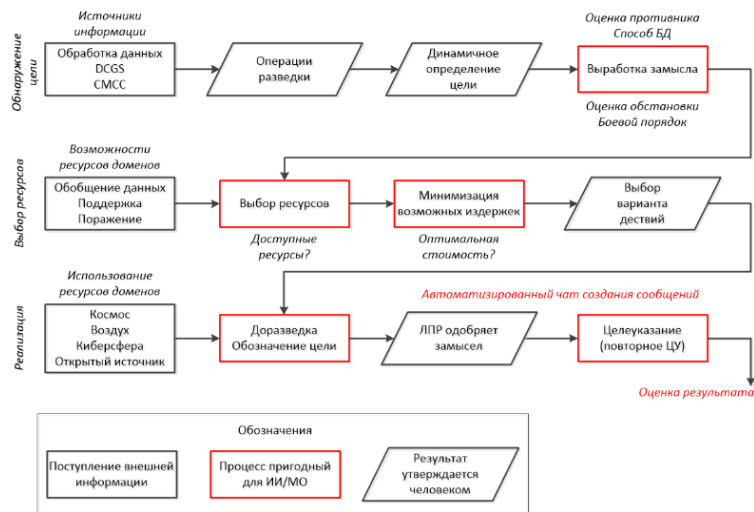 Источники
информации
Оценка противника
Способ БД
Обнаружение
цели
Обработка данных
DCGS
СМСС
Операции
разведки
Динамичное
определение
цели
Выработка замысла
Оценка обстановки
Боевой порядок
Возможности
ресурсов доменов
Выбор ресурсов
Обобщение данных
Поддержка
Поражение
Выбор ресурсов
Минимизация
возможных издержек
Выбор
варианта
дествий
Доступные
ресурсы?
Оптимальная
стоимость?
Использование
ресурсов доменов
Автоматизированный чат создания сообщений
Реализация
Космос
Воздух
Киберсфера
Открытый источник
Доразведка
Обозначение цели
ЛПР одобряет
замысел
Целеуказание
(повторное ЦУ)
Оценка результата
Обозначения
Поступление внешней
информации
Процесс пригодный
для ИИ/МО
Результат
утверждается
человеком